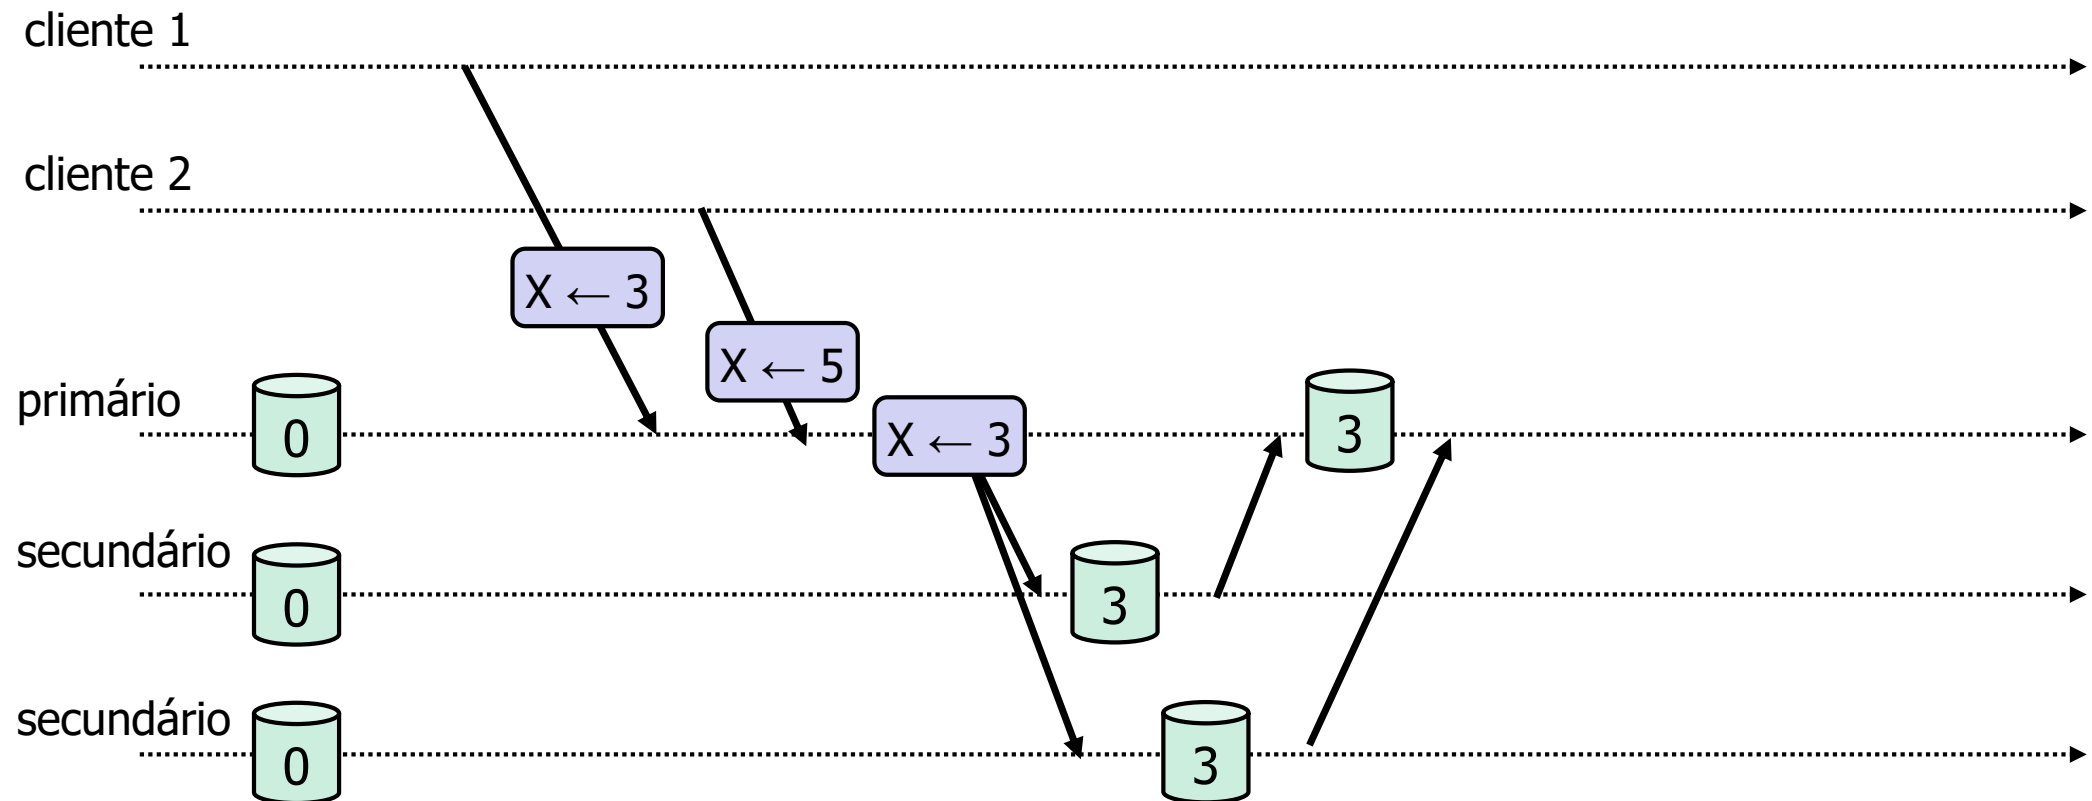 cliente 1
cliente 2
X ← 3
X ← 5
primário
0
X ← 3
3
secundário
0
3
secundário
0
3